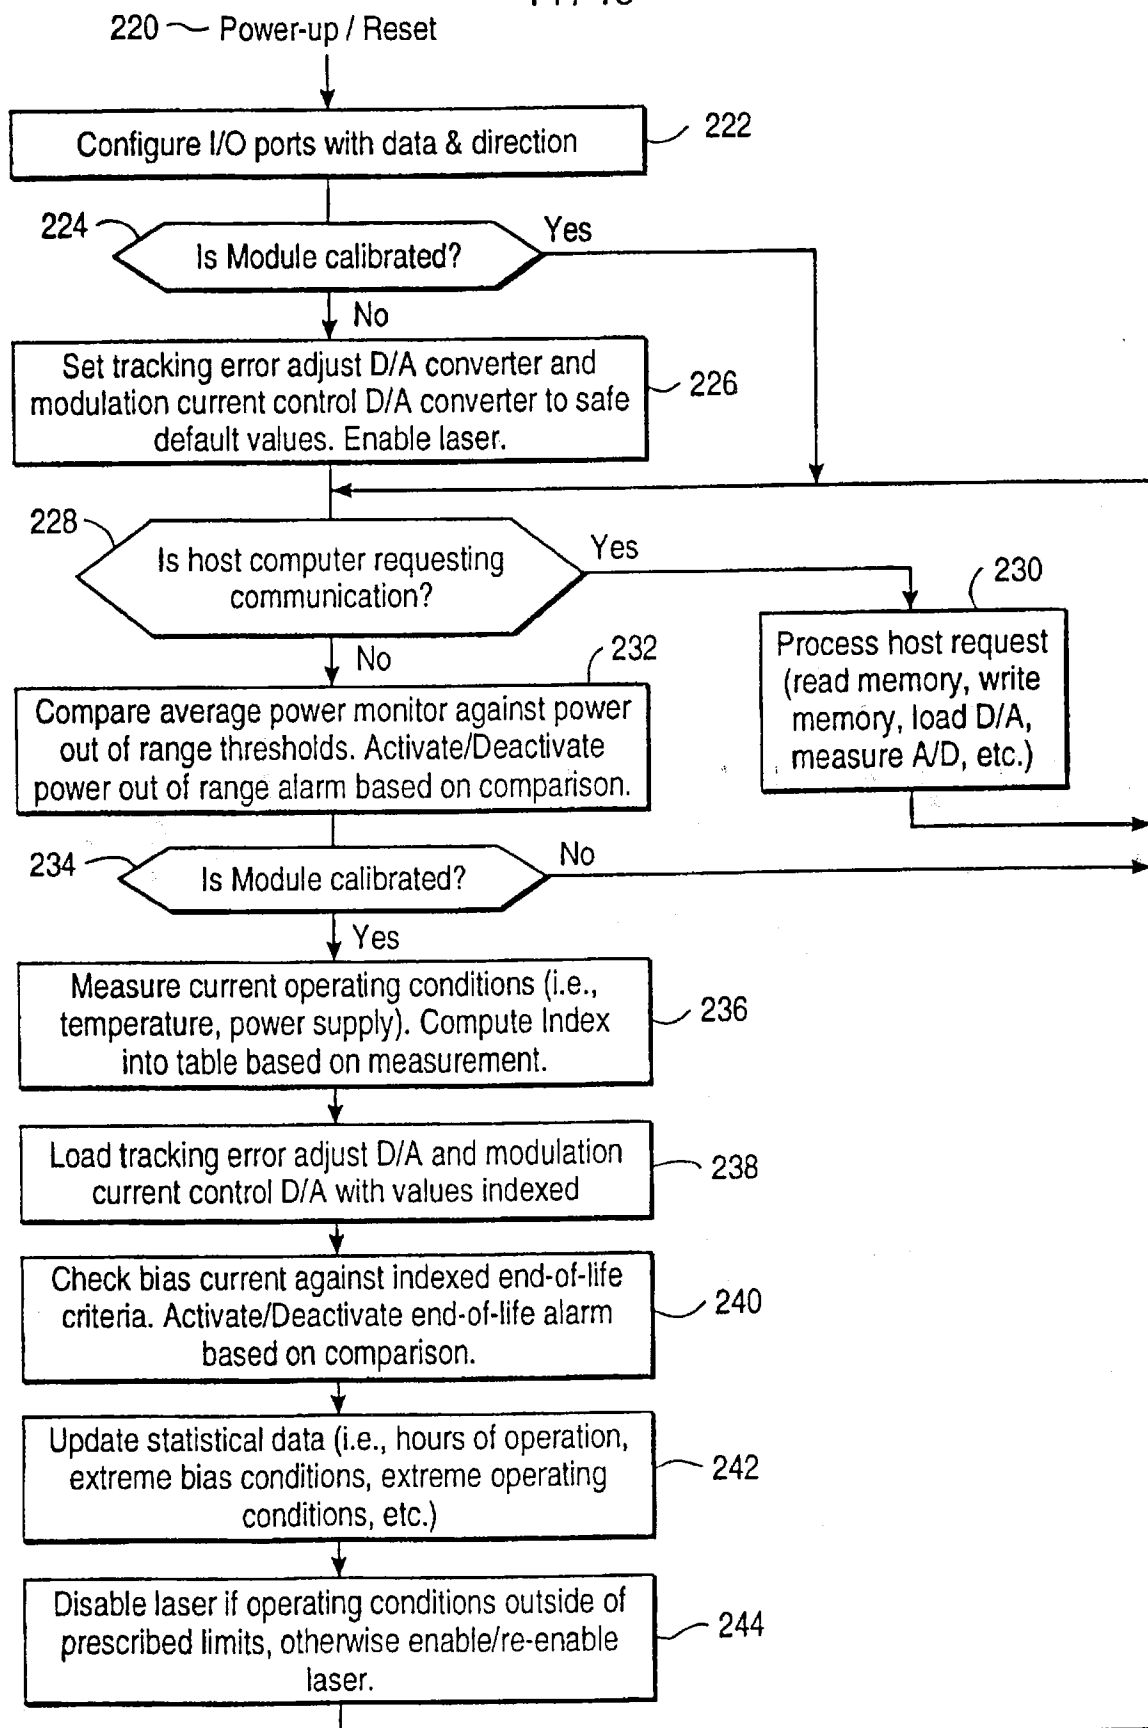 220 Power-up / Reset
Configure I/O ports with data & direction
222
224
Is Module calibrated?
Yes
No
Set tracking error adjust D/A converter and
modulation current control D/A converter to safe
default values. Enable laser.
226
228
Is host computer requesting
communication?
Yes
No
230
Process host request
(read memory, write
memory, load D/A,
measure A/D, etc.)
232
Compare average power monitor against power
out of range thresholds. Activate/Deactivate
power out of range alarm based on comparison.
234
Is Module calibrated?
No
Yes
Measure current operating conditions (i.e.,
temperature, power supply). Compute Index
into table based on measurement.
236
Load tracking error adjust D/A and modulation
current control D/A with values indexed
238
Check bias current against indexed end-of-life
criteria. Activate/Deactivate end-of-life alarm
based on comparison.
240
Update statistical data (i.e., hours of operation,
extreme bias conditions, extreme operating
conditions, etc.)
242
Disable laser if operating conditions outside of
prescribed limits, otherwise enable/re-enable
laser.
244